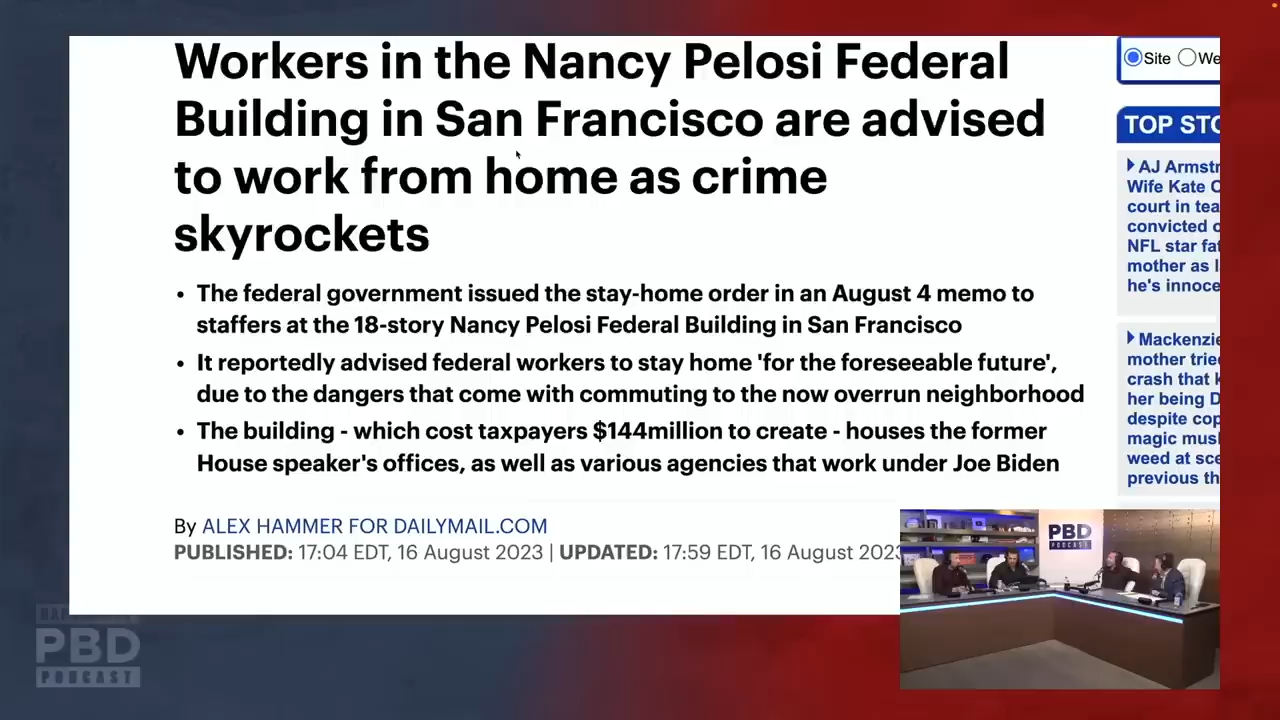 Workers in the Nancy Pelosi Federal
Building in San Francisco are advised
to work from home as crime
skyrockets
• The federal government issued the stay-home order in an August 4 memo to
staffers at the 18-story Nancy Pelosi Federal Building in San Francisco
• It reportedly advised federal workers to stay home 'for the foreseeable future',
due to the dangers that come with commuting to the now overrun neighborhood
• The building - which cost taxpayers $144million to create - houses the former
House speaker's offices, as well as various agencies that work under Joe Biden
By ALEX HAMMER FOR DAILYMAIL.COM
PUBLISHED: 17:04 EDT, 16 August 2023 | UPDATED: 17:59 EDT, 16 August 2023
Site We
TOP STO
AJ Armstr
Wife Kate O
court in tea
convicted o
NFL star fat
mother as l
he's innoce
Mackenzie
mother tried
crash that k
her being D
despite cop
magic mush
weed at sce
previous th
PBD
PODCAST
PBD
PODCAST